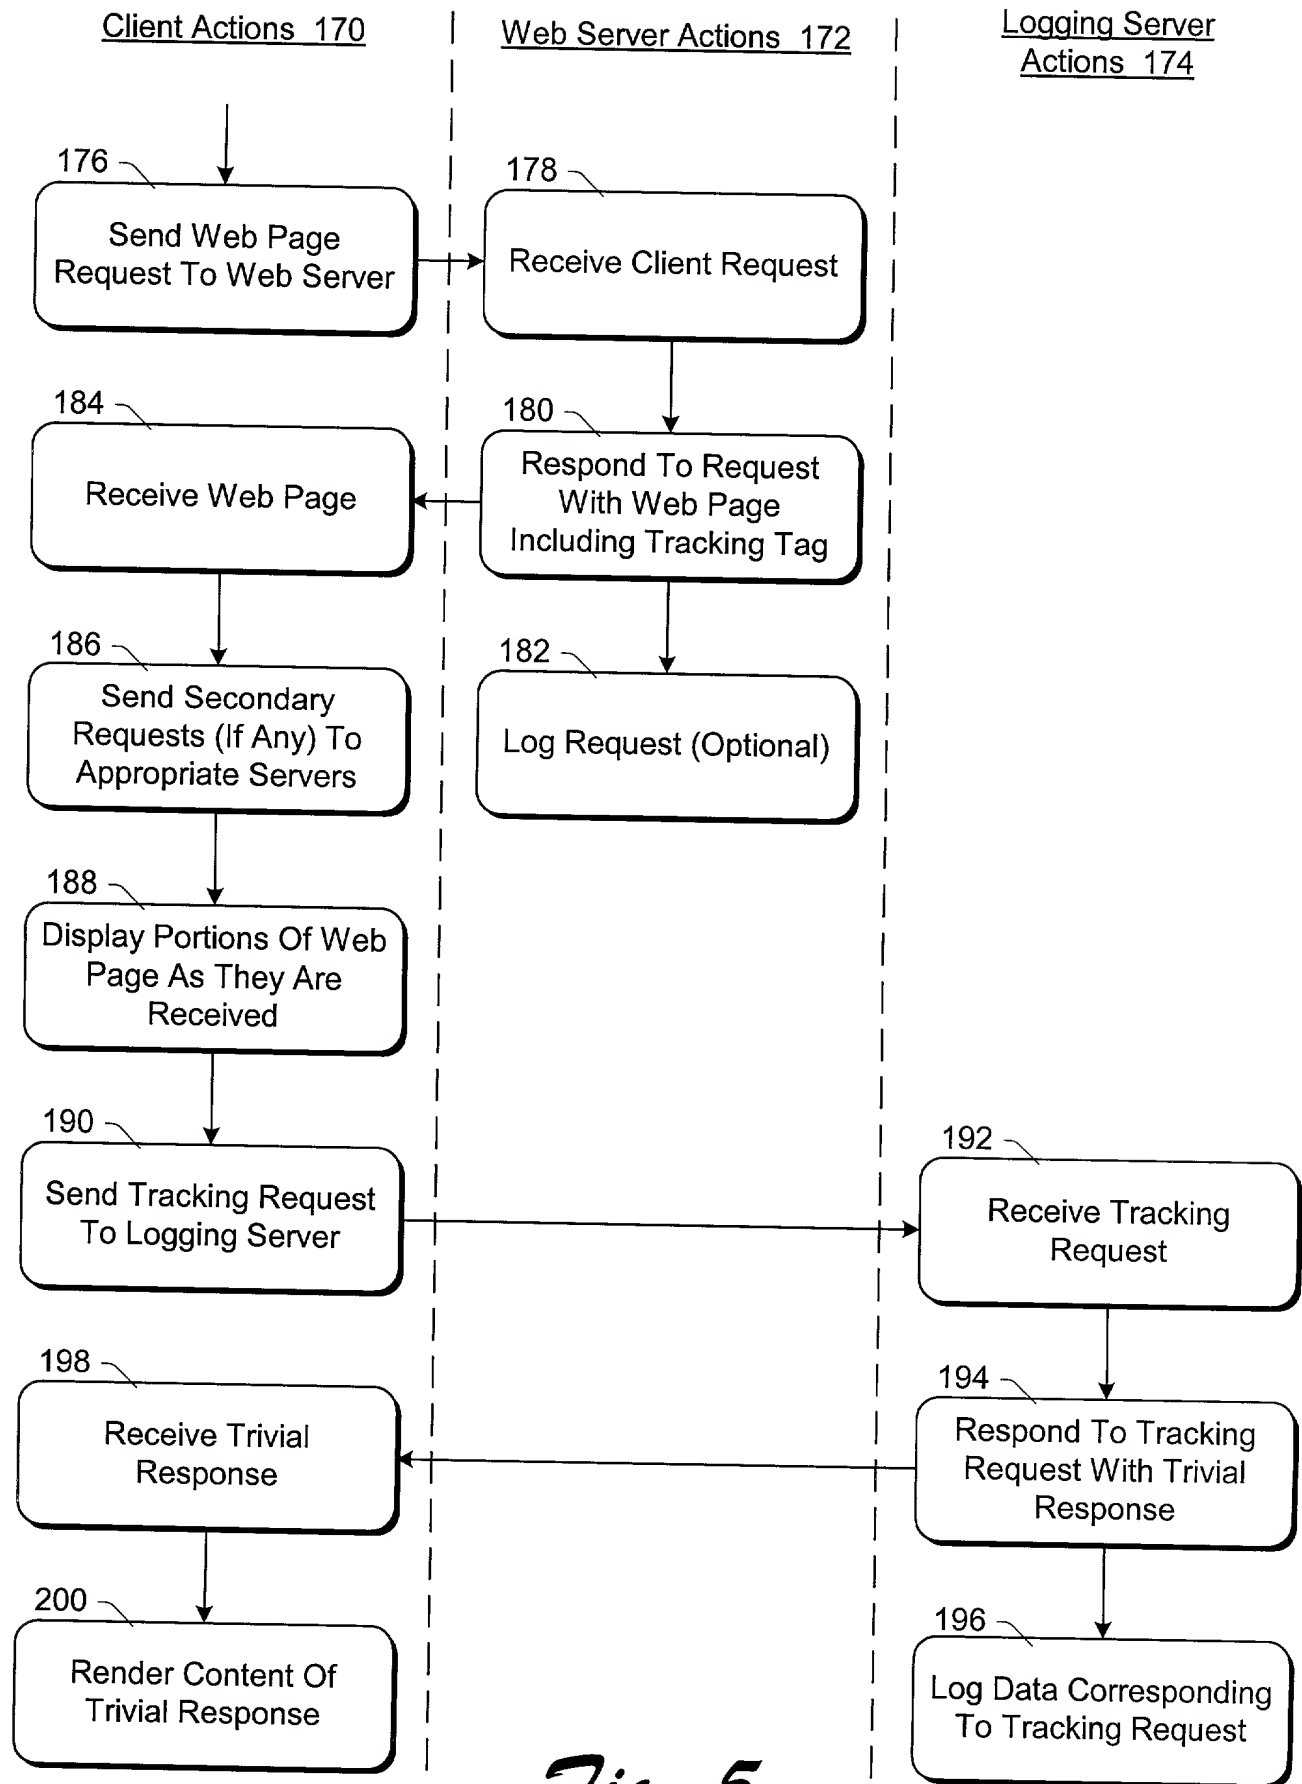 Client Actions 170
Web Server Actions 172
Logging Server
Actions 174
176
Send Web Page
Request To Web Server
178
Receive Client Request
184
Receive Web Page
180
Respond To Request
With Web Page
Including Tracking Tag
186
Send Secondary
Requests (If Any) To
Appropriate Servers
182
Log Request (Optional)
188
Display Portions Of Web
Page As They Are
Received
190
Send Tracking Request
To Logging Server
192
Receive Tracking
Request
198
Receive Trivial
Response
194
Respond To Tracking
Request With Trivial
Response
200
Render Content Of
Trivial Response
196
Log Data Corresponding
To Tracking Request
Fig. 5